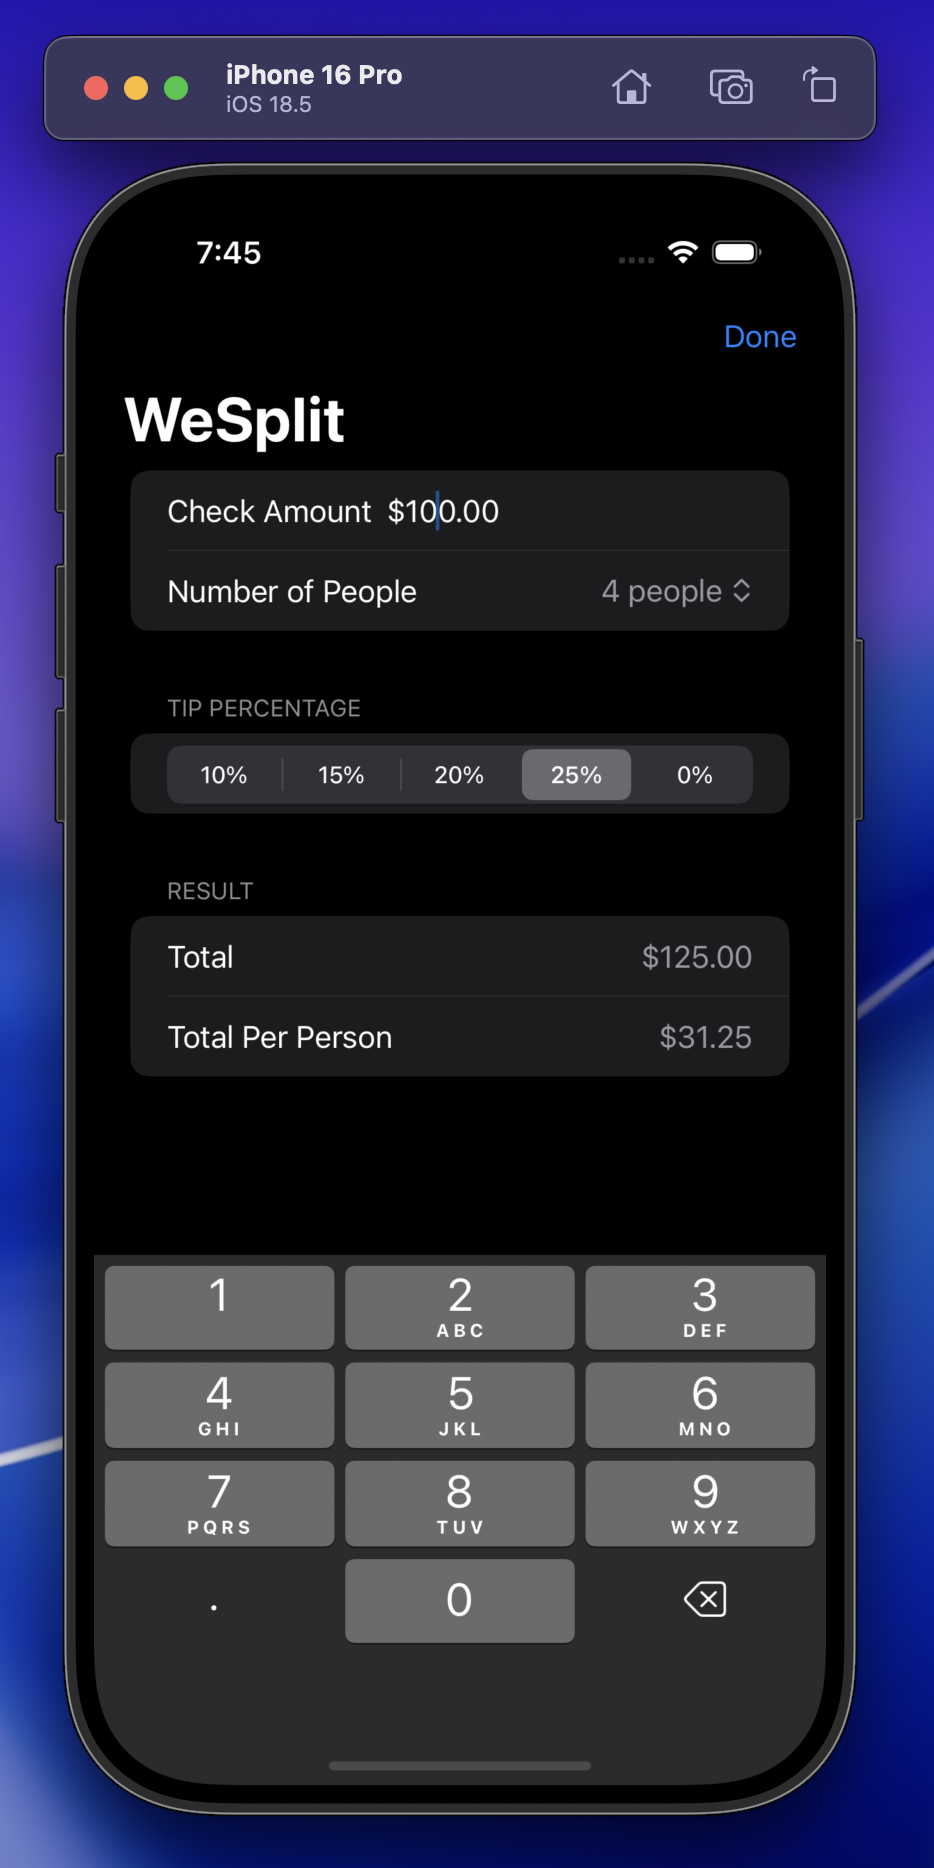 iPhone 16 Pro
iOS 18.5
7:45
Done
WeSplit
Check Amount $100.00
Number of People 4 people
TIP PERCENTAGE
10% 15% 20% 25% 0%
RESULT
Total $125.00
Total Per Person $31.25
1 2 3
ABC DEF
4 5 6
GHI JKL MNO
7 8 9
PQRS TUV WXYZ
. 0